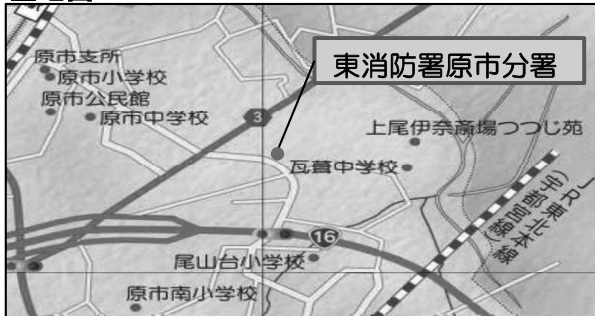 東消防署原市分署
原市支所
原市小学校
原市公民館
原市中学校
3
上尾伊奈斎場つつじ苑
瓦葺中学校
JR東北本線
(宇都宮線)
16
尾山台小学校
原市南小学校